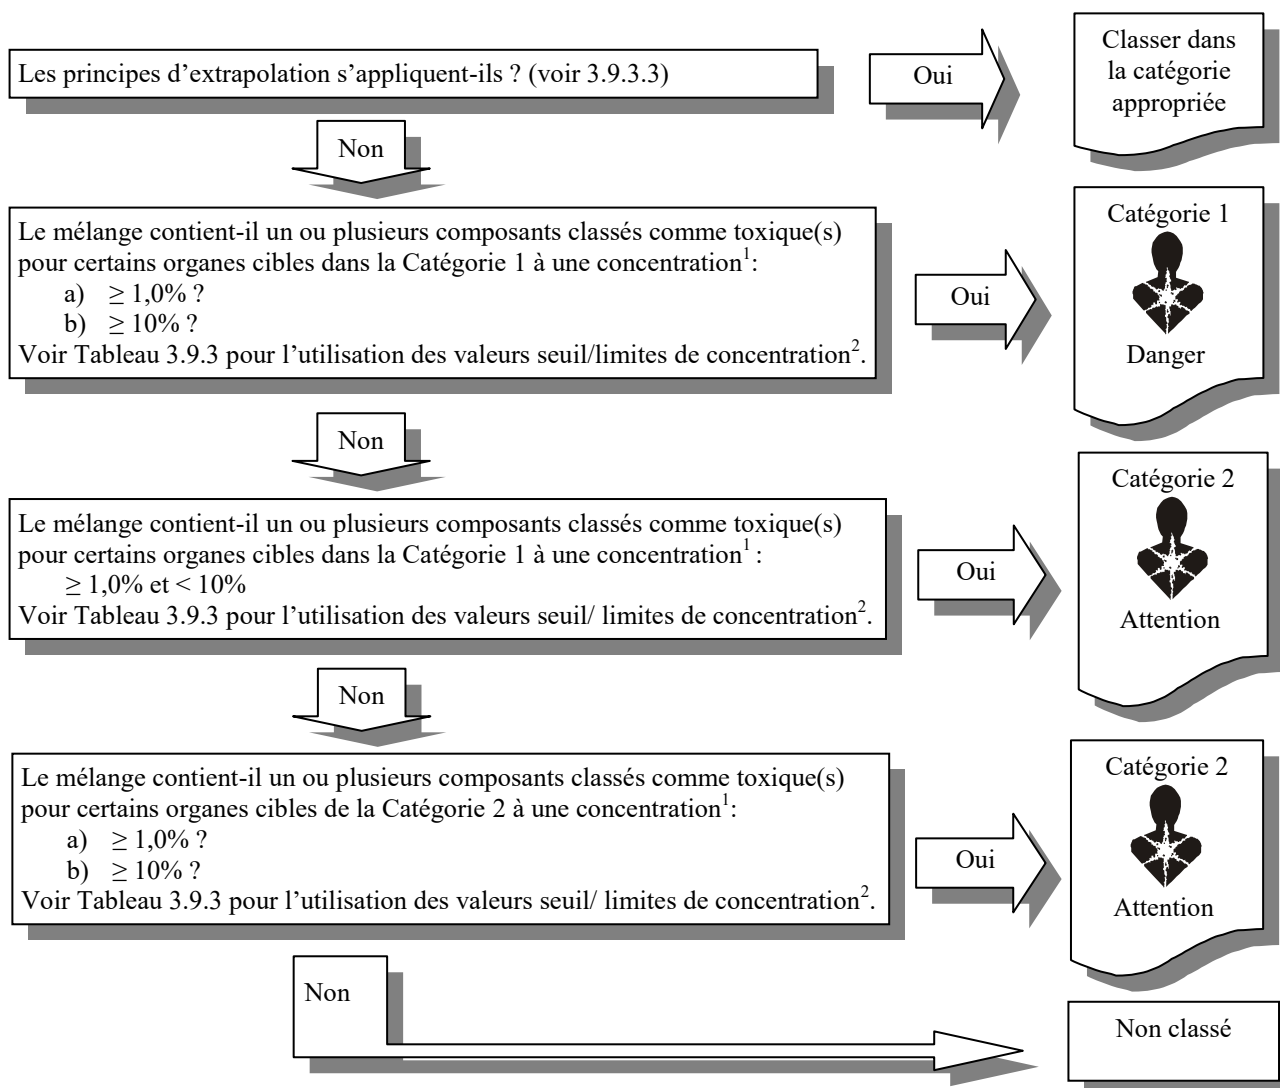 Les principes d’extrapolation s’appliquent-ils ? (voir 3.9.3.3)
Oui
Classer dans
la catégorie
appropriée
Non
Le mélange contient-il un ou plusieurs composants classés comme toxique(s)
pour certains organes cibles dans la Catégorie 1 à une concentration¹:
a) ≥ 1,0% ?
b) ≥ 10% ?
Voir Tableau 3.9.3 pour l’utilisation des valeurs seuil/limites de concentration².
Oui
Catégorie 1
Danger
Non
Le mélange contient-il un ou plusieurs composants classés comme toxique(s)
pour certains organes cibles dans la Catégorie 1 à une concentration¹ :
≥ 1,0% et < 10%
Voir Tableau 3.9.3 pour l’utilisation des valeurs seuil/ limites de concentration².
Oui
Catégorie 2
Attention
Non
Le mélange contient-il un ou plusieurs composants classés comme toxique(s)
pour certains organes cibles de la Catégorie 2 à une concentration¹:
a) ≥ 1,0% ?
b) ≥ 10% ?
Voir Tableau 3.9.3 pour l’utilisation des valeurs seuil/ limites de concentration².
Oui
Catégorie 2
Attention
Non
Non classé